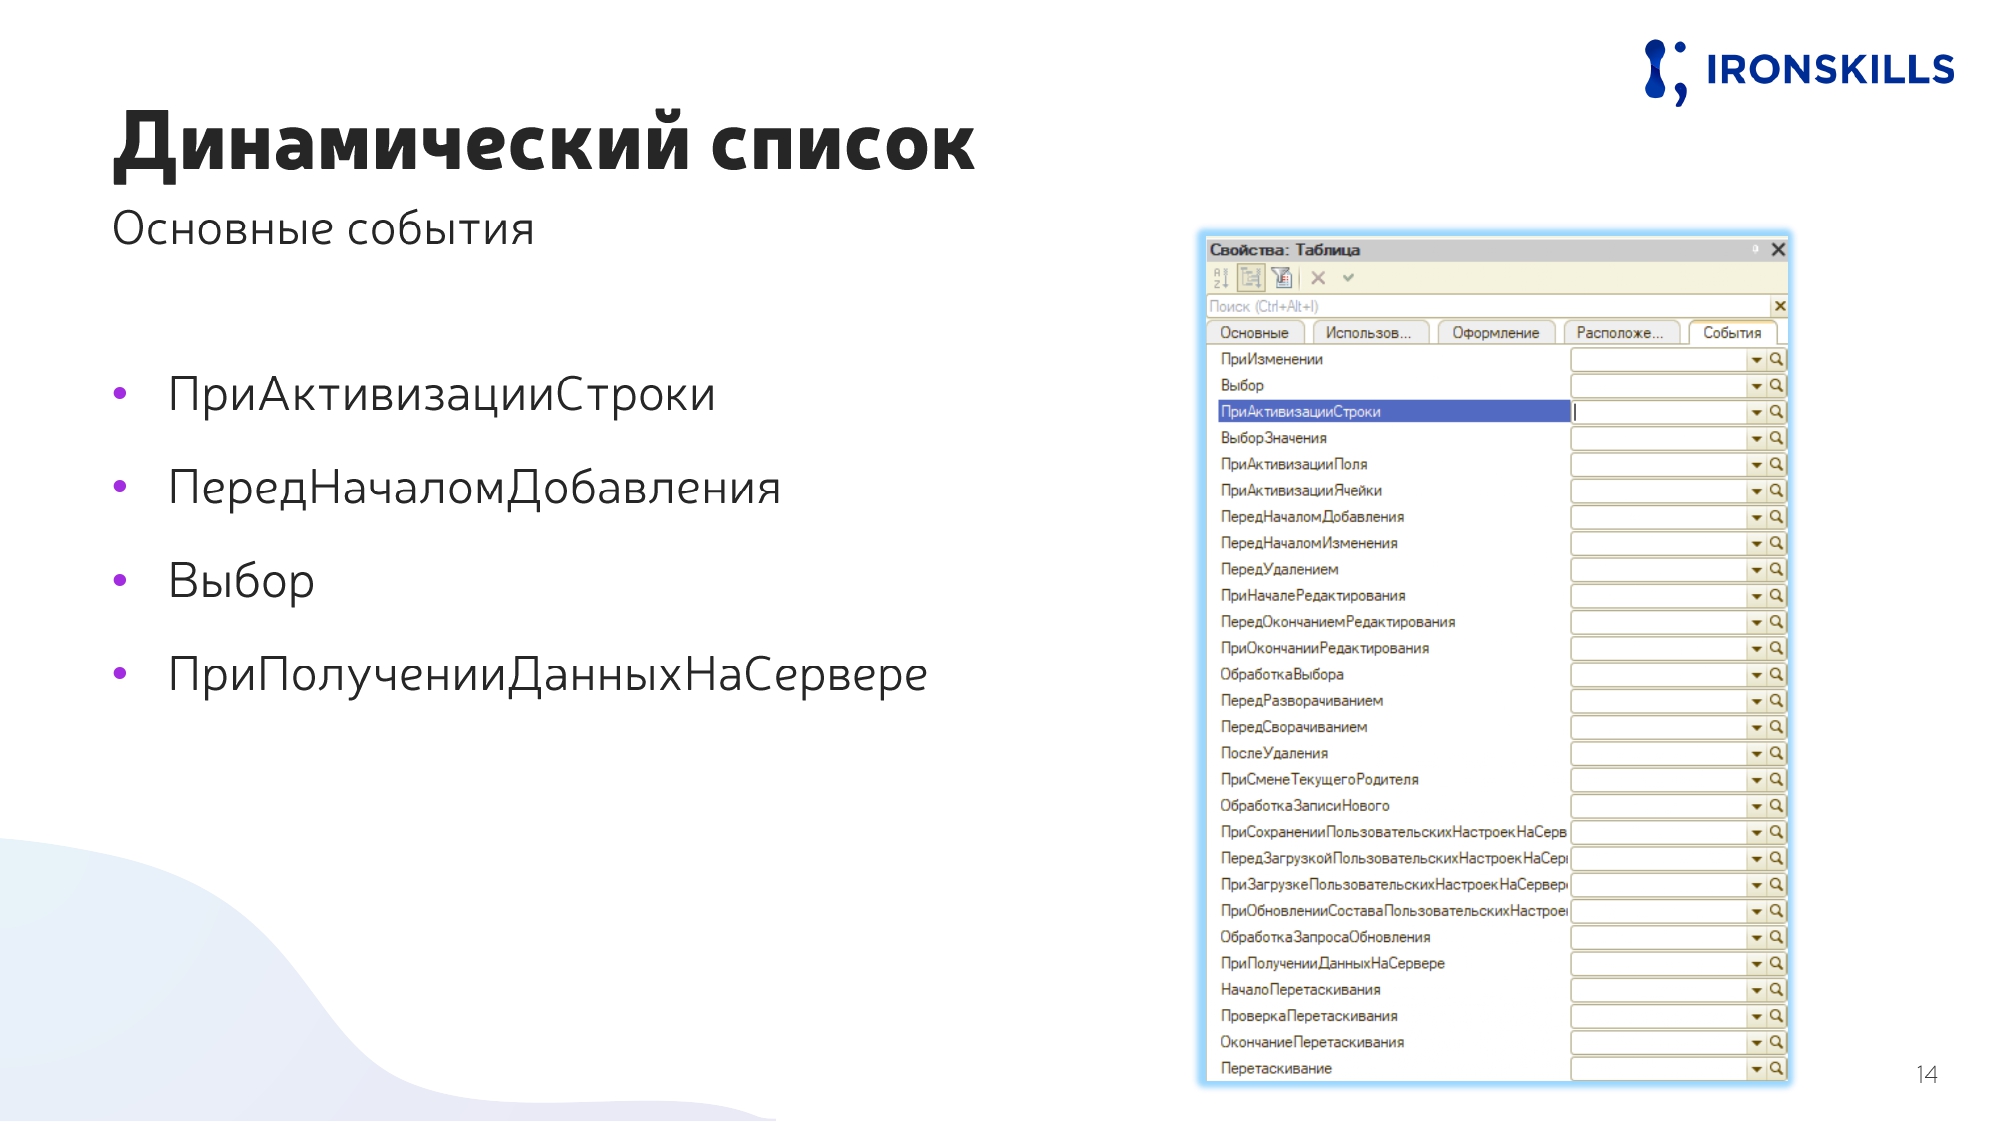 IRONSKILLS
Динамический список
Основные события
• ПриАктивизацииСтроки
• ПередНачаломДобавления
• Выбор
• ПриПолученииДанныхНаСервере
Свойства: Таблица
Поиск (Ctrl+Alt+I)
Основные Использов... Оформление Расположе... События
ПриИзменении
Выбор
ПриАктивизацииСтроки
ВыборЗначения
ПриАктивизацииПоля
ПриАктивизацииЯчейки
ПередНачаломДобавления
ПередНачаломИзменения
ПередУдалением
ПриНачалеРедактирования
ПередОкончаниемРедактирования
ПриОкончанииРедактирования
ОбработкаВыбора
ПередРазворачиванием
ПередСворачиванием
ПослеУдаления
ПриСменеТекущегоРодителя
ОбработкаЗаписиНового
ПриСохраненииПользовательскихНастроекНаСерв
ПередЗагрузкойПользовательскихНастроекНаСер
ПриЗагрузкеПользовательскихНастроекНаСервер
ПриОбновленииСоставаПользовательскихНастрое
ОбработкаЗапросаОбновления
ПриПолученииДанныхНаСервере
НачалоПеретаскивания
ПроверкаПеретаскивания
ОкончаниеПеретаскивания
Перетаскивание
14